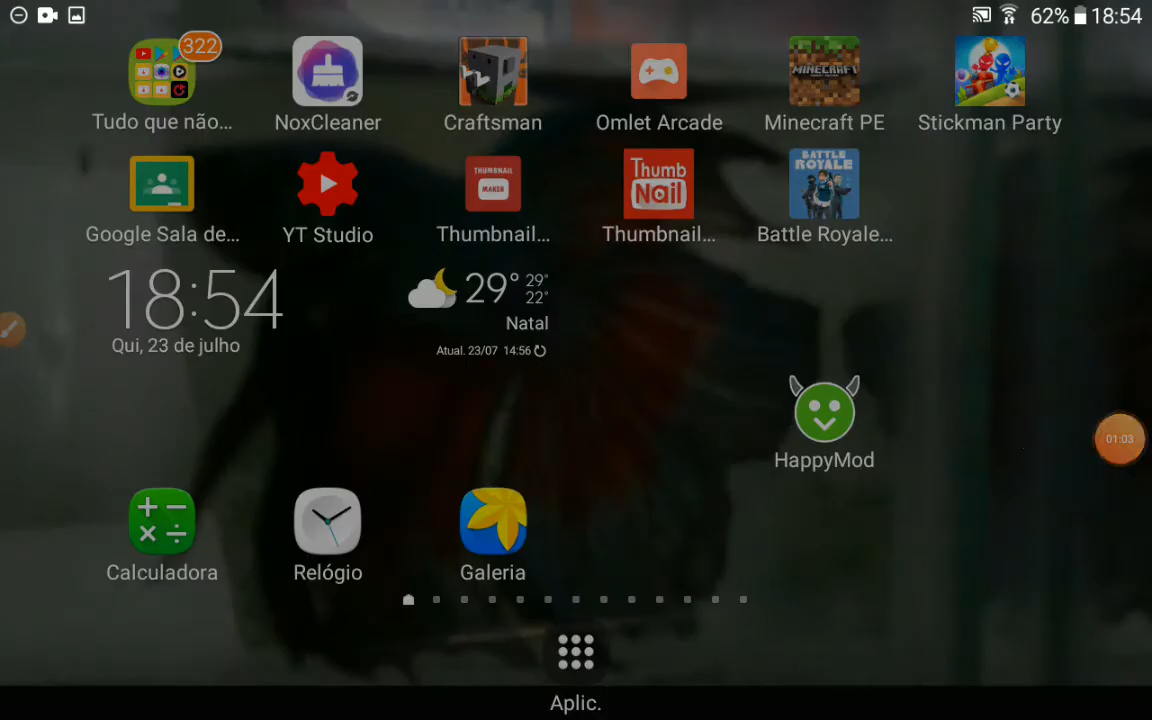 62% 18:54
322
MINECRAFT
Tudo que não...
NoxCleaner
Craftsman
Omlet Arcade
Minecraft PE
Stickman Party
THUMBNAIL
MAKER
Thumb
Nail
BATTLE
ROYALE
Google Sala de...
YT Studio
Thumbnail...
Thumbnail...
Battle Royale...
18:54
Qui, 23 de julho
29° 29°
22°
Natal
Atual. 23/07 14:56
HappyMod
01:03
Calculadora
Relógio
Galeria
Aplic.